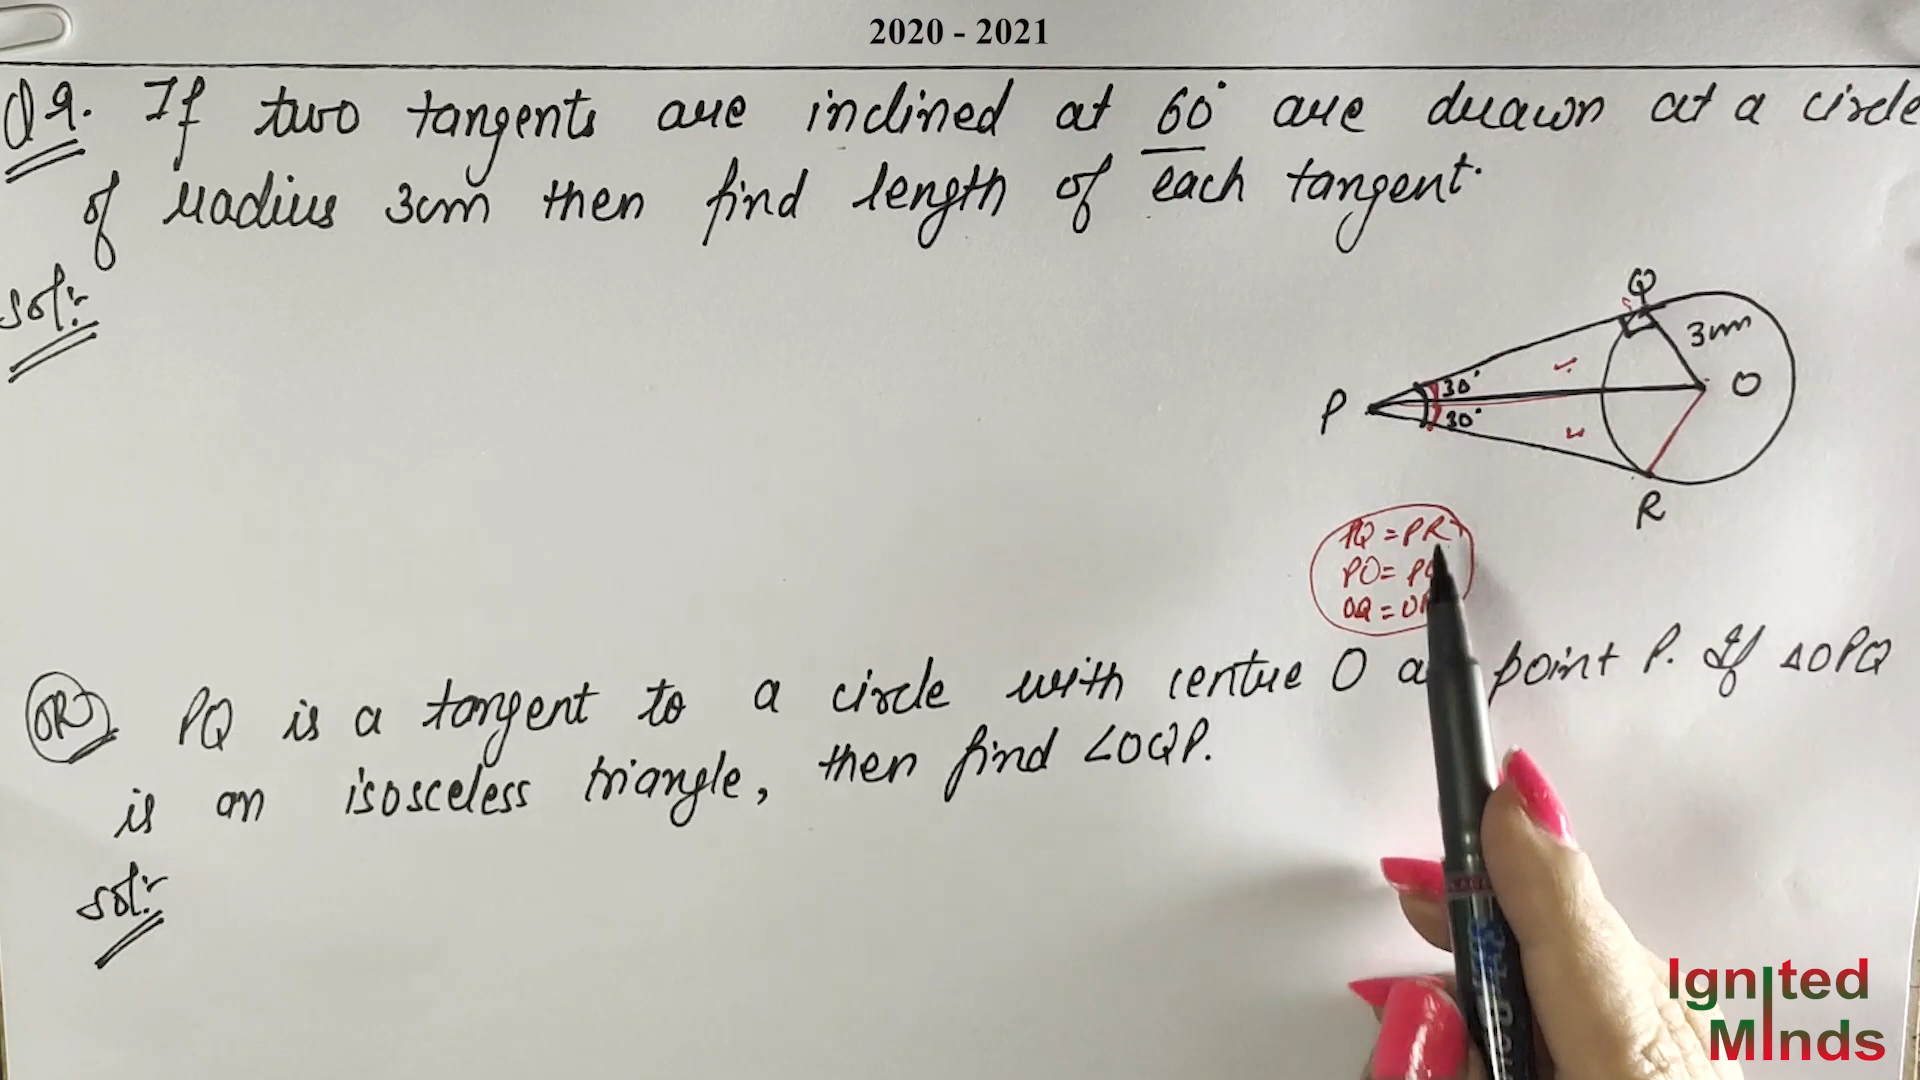 2020 - 2021
Q 9. If two tangents are inclined at 60° are drawn at a circle
of radius 3cm then find length of each tangent.
Sol:-
Q
3cm
P
30°
O
30°
R
PQ = PR
PO =
OQ =
OR PQ is a tangent to a circle with centre O point P. If ΔOPQ
is an isosceless triangle, then find ∠OQP.
Sol:-
Ignited
Minds